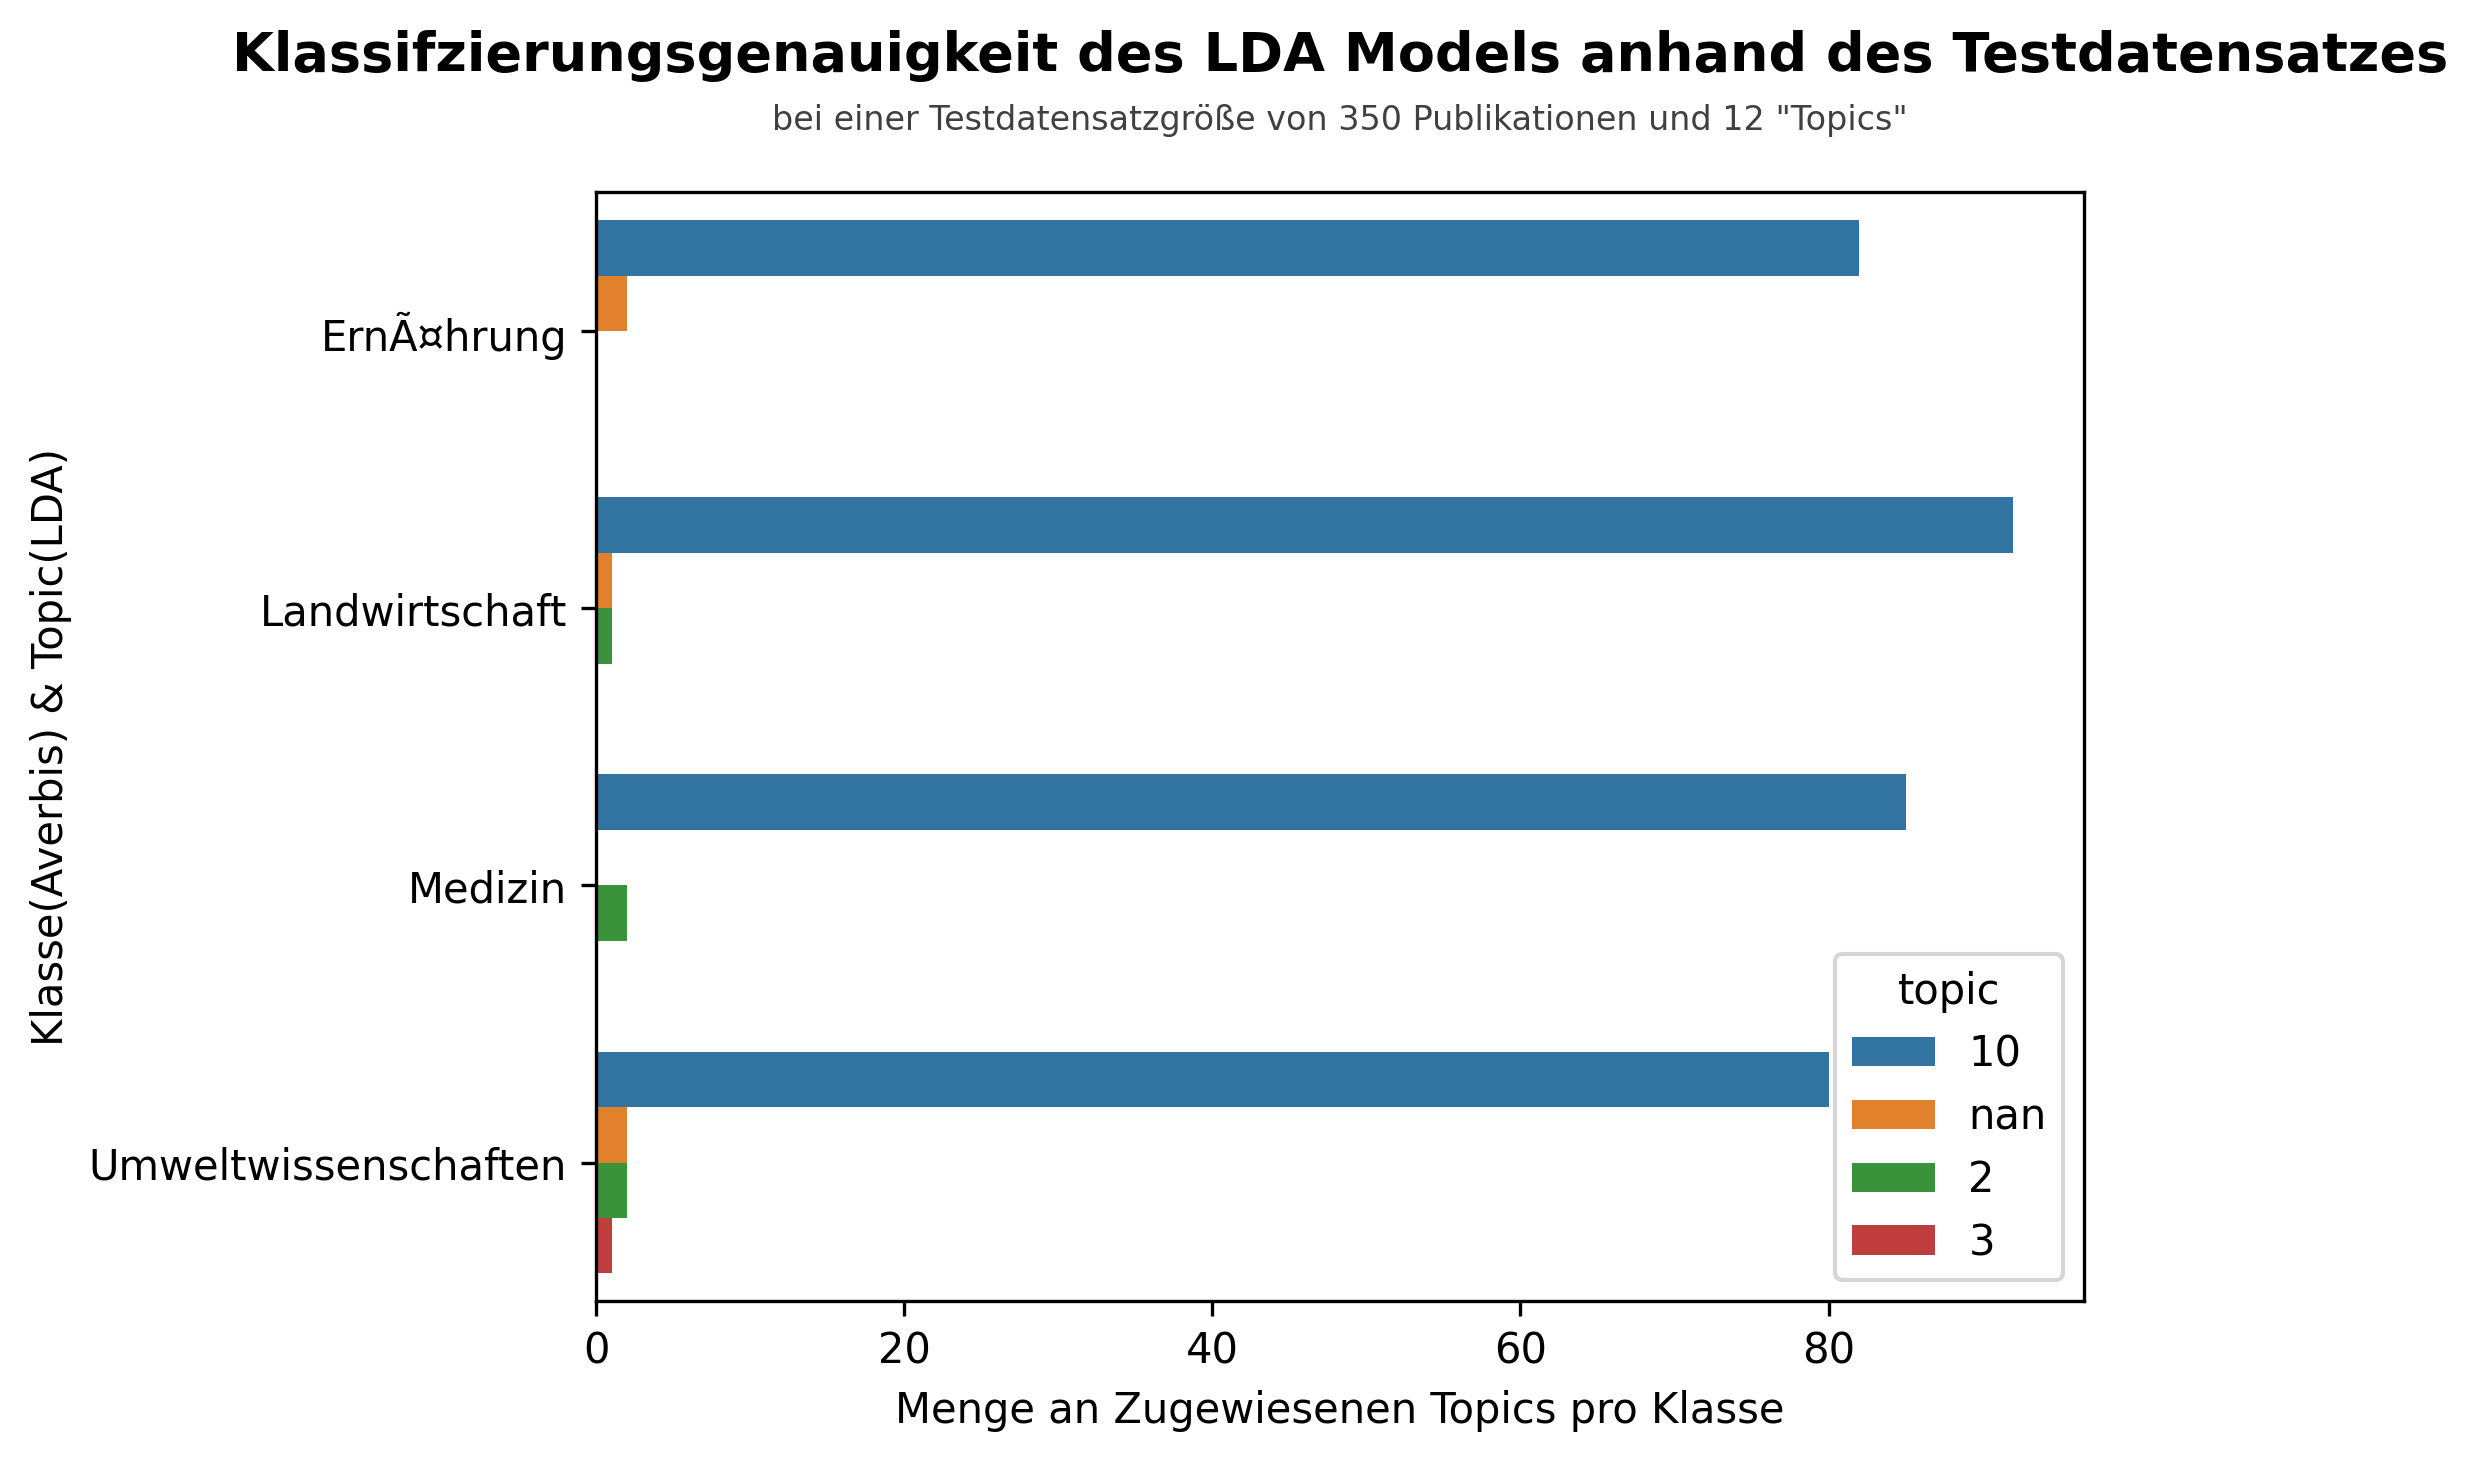 Klassifzierungsgenauigkeit des LDA Models anhand des Testdatensatzes
bei einer Testdatensatzgröße von 350 Publikationen und 12 "Topics"
Klasse(Averbis) & Topic(LDA)
ErnÃ¤hrung
Landwirtschaft
Medizin
Umweltwissenschaften
topic
10
nan
2
3
0 20 40 60 80
Menge an Zugewiesenen Topics pro Klasse